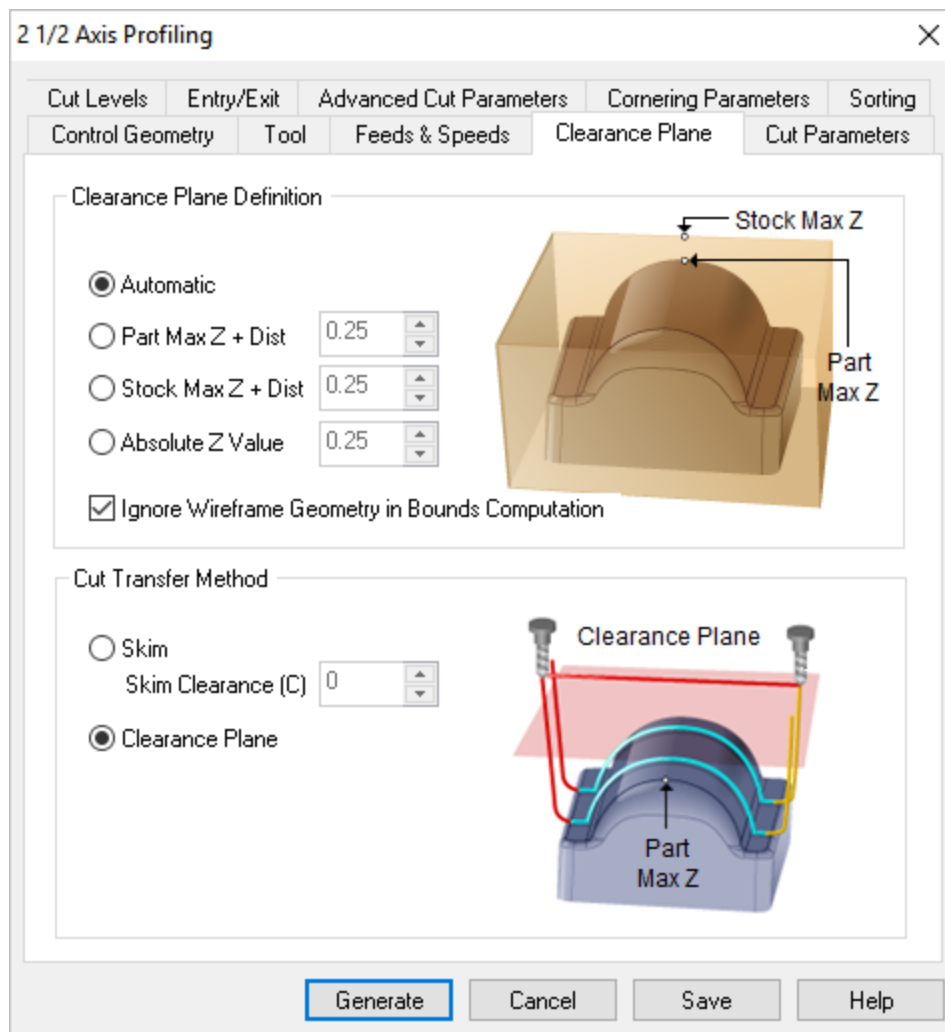 2 1/2 Axis Profiling
Cut Levels Entry/Exit Advanced Cut Parameters Cornering Parameters Sorting
Control Geometry Tool Feeds & Speeds Clearance Plane Cut Parameters
Clearance Plane Definition
Stock Max Z
Automatic
Part Max Z + Dist 0.25
Part
Max Z
Stock Max Z + Dist 0.25
Absolute Z Value 0.25
Ignore Wireframe Geometry in Bounds Computation
Cut Transfer Method
Skim
Skim Clearance (C) 0
Clearance Plane
Clearance Plane
Part
Max Z
Generate Cancel Save Help